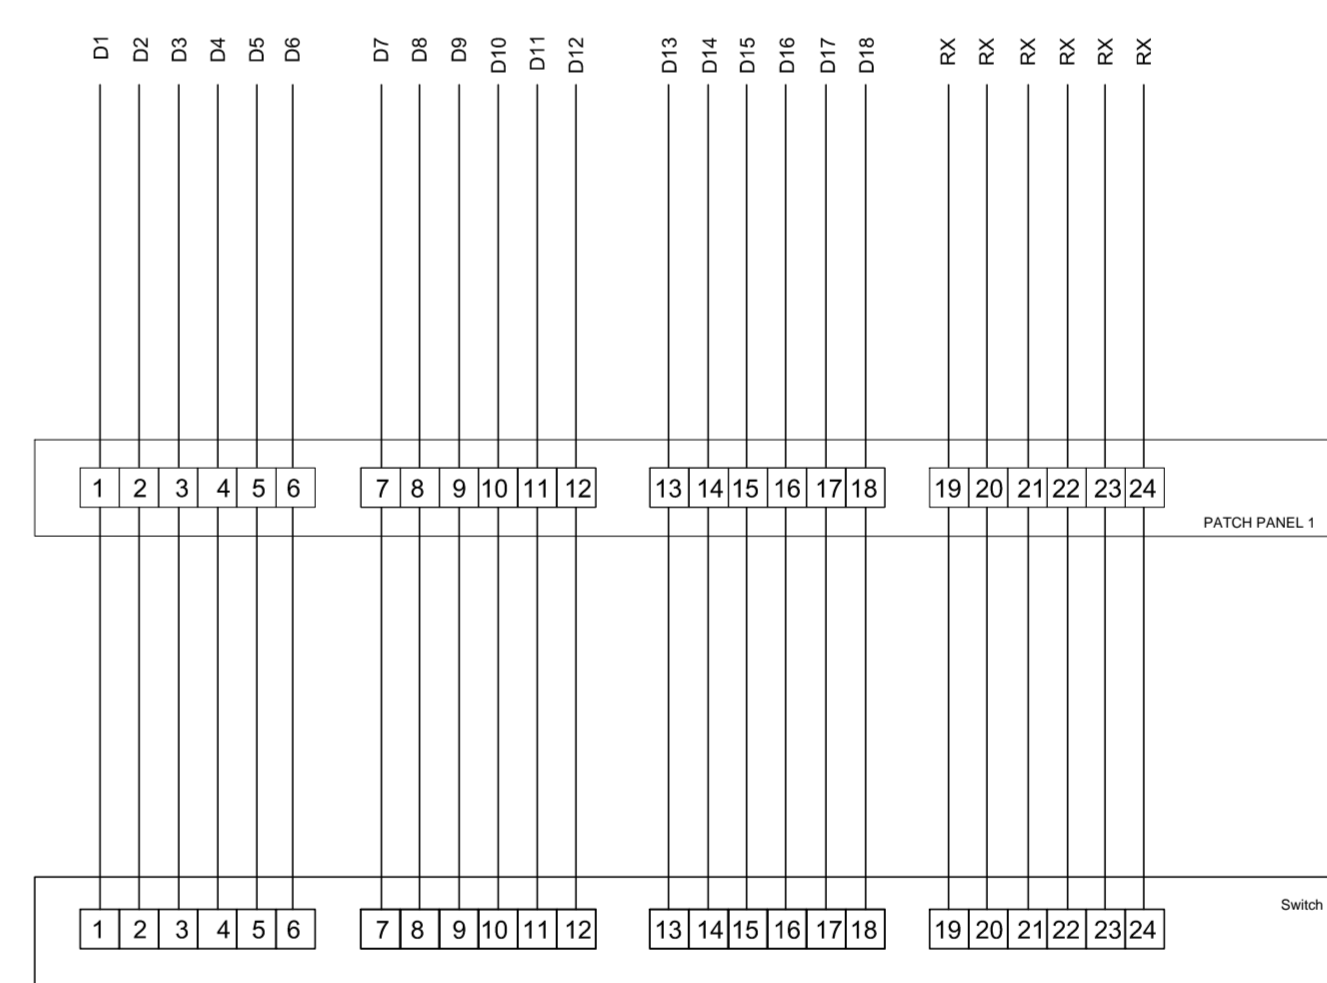 D1 D2 D3 D4 D5 D6 D7 D8 D9 D10 D11 D12 D13 D14 D15 D16 D17 D18 RX RX RX RX RX RX
1 2 3 4 5 6 7 8 9 10 11 12 13 14 15 16 17 18 19 20 21 22 23 24
PATCH PANEL 1
Switch
1 2 3 4 5 6 7 8 9 10 11 12 13 14 15 16 17 18 19 20 21 22 23 24